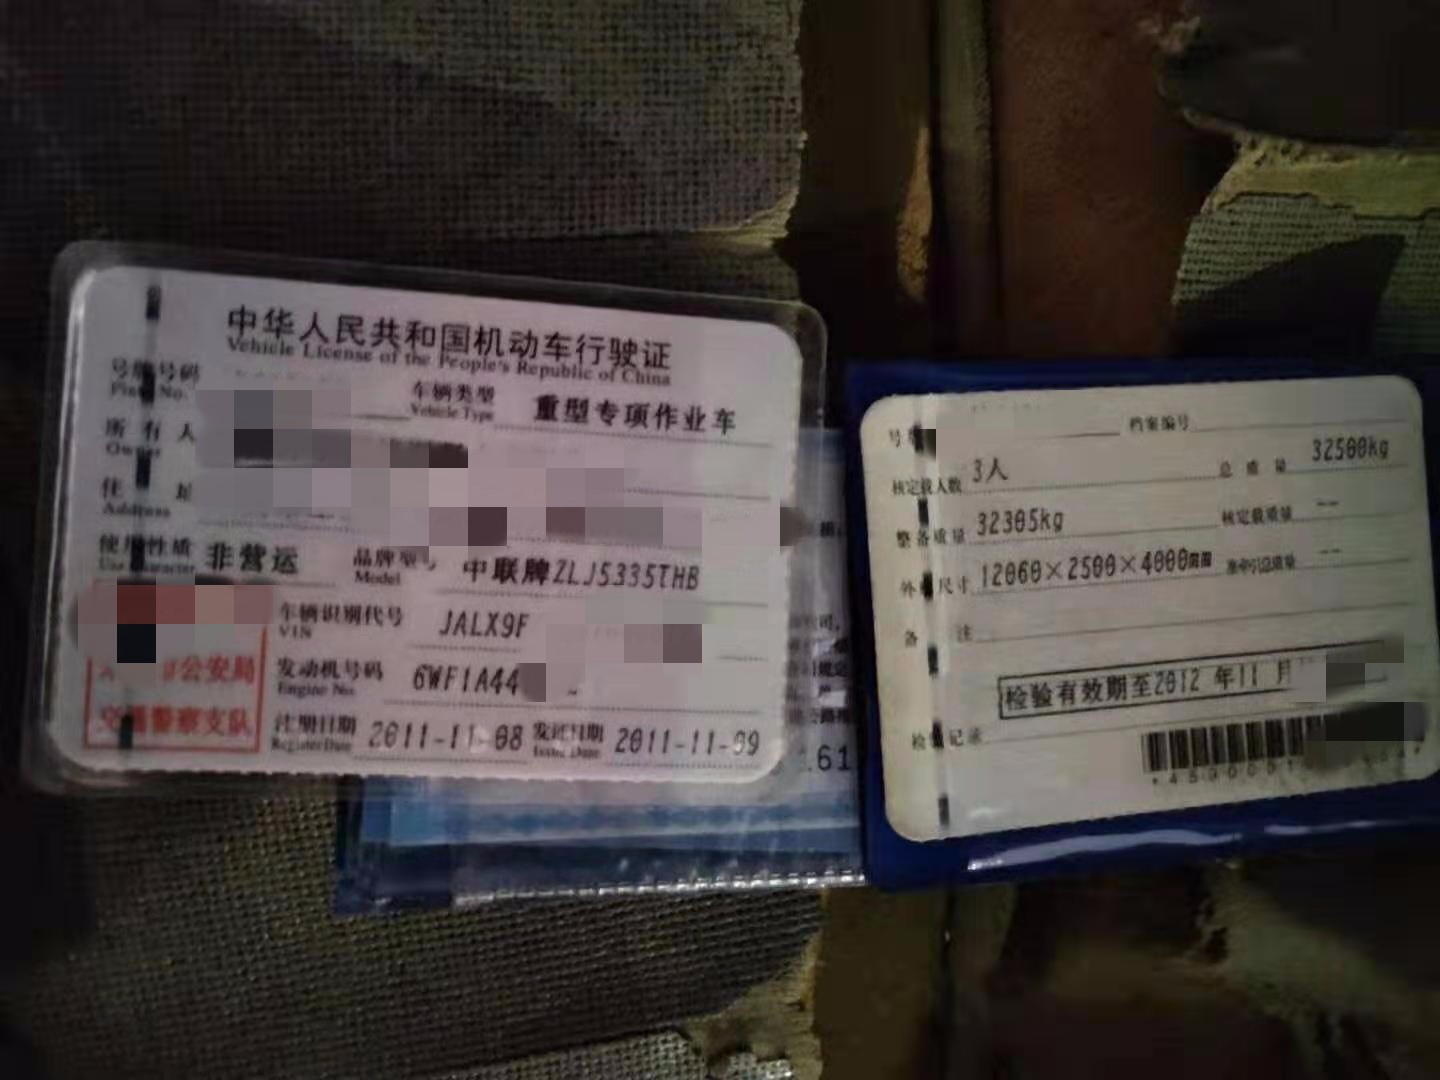 中华人民共和国机动车行驶证
Vehicle License of the People's Republic of China
号牌号码
Plate No.
车辆类型 重型专项作业车
Vehicle Type
所有人
Owner
住址
Address
使用性质 非营运
Use Character
品牌型号 中联牌ZLJ5335THB
Model
车辆识别代号 JALX9F
VIN
发动机号码 6WF1A44
Engine No.
注册日期 2011-11-08
Register Date
发证日期 2011-11-09
Issue Date
公安局
交通警察支队
61
号
档案编号
核定载人数 3人
总质量 32500kg
整备质量 32305kg
核定载质量 --
外廓尺寸 12060×2500×4000
准牵引总质量 --
备注
检验有效期至2012年11月
检验记录